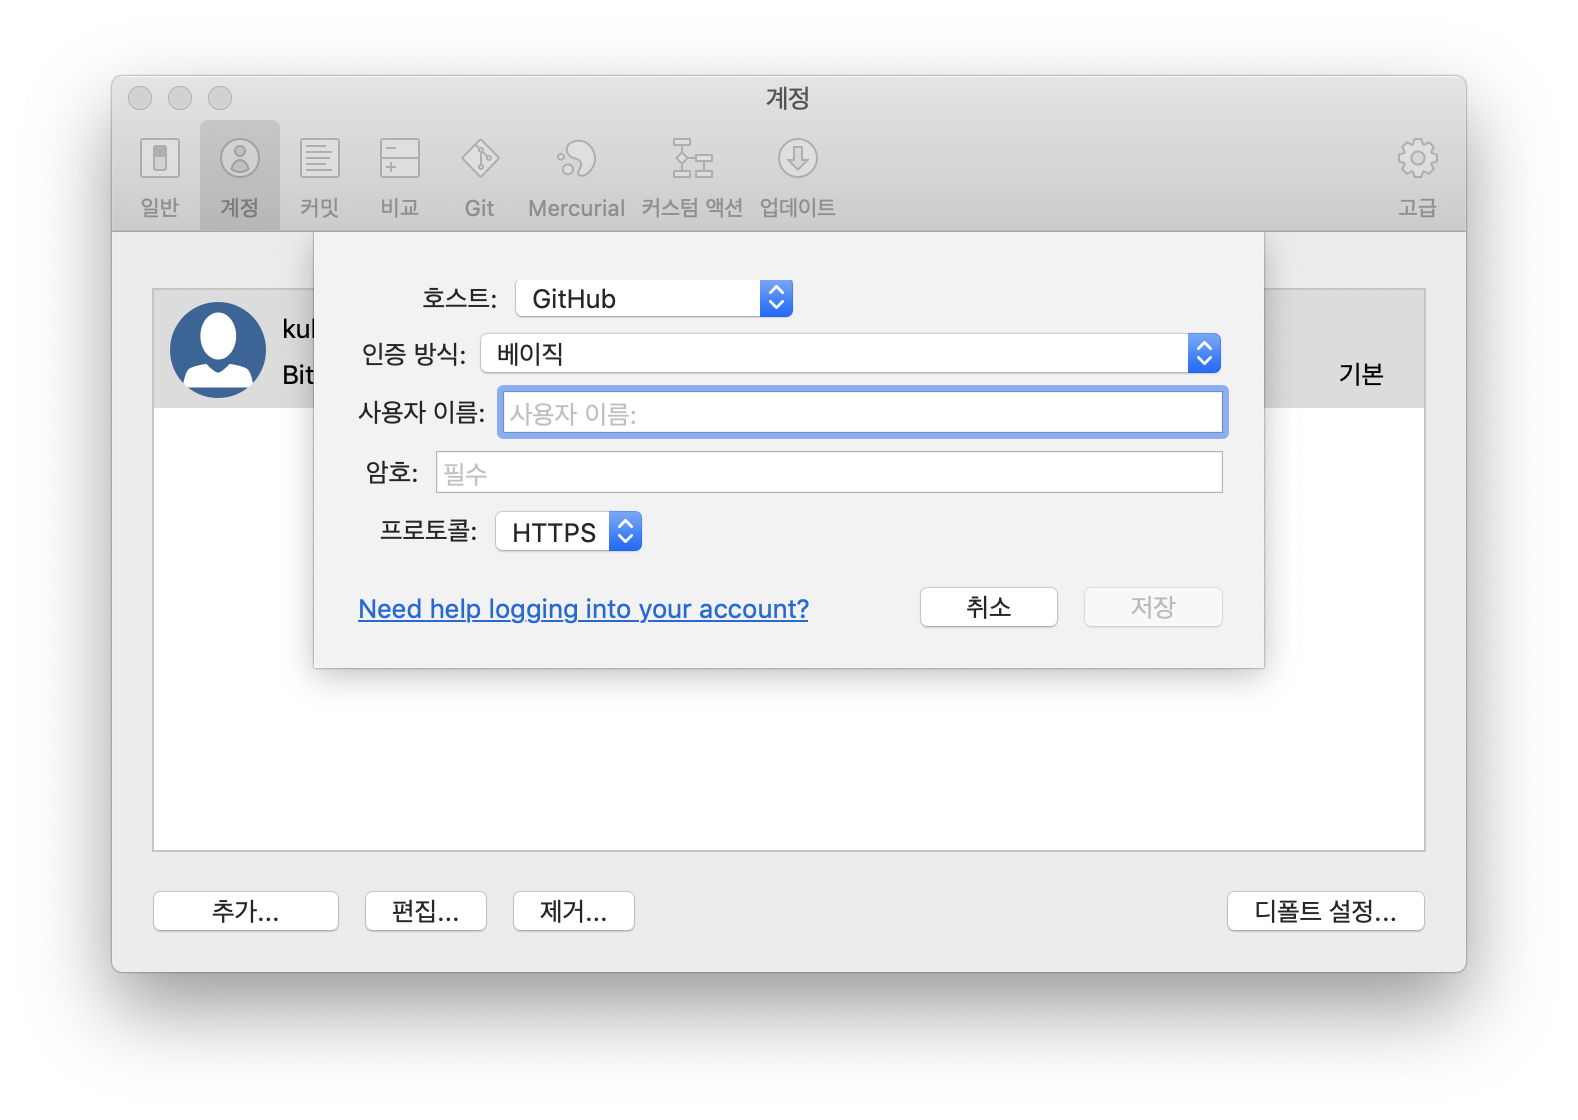 계정
일반 계정 커밋 비교 Git Mercurial 커스텀 액션 업데이트 고급
호스트: GitHub
인증 방식: 베이직
사용자 이름: 사용자 이름:
암호: 필수
프로토콜: HTTPS
Need help logging into your account? 취소 저장
Bit
기본
추가... 편집... 제거... 디폴트 설정...